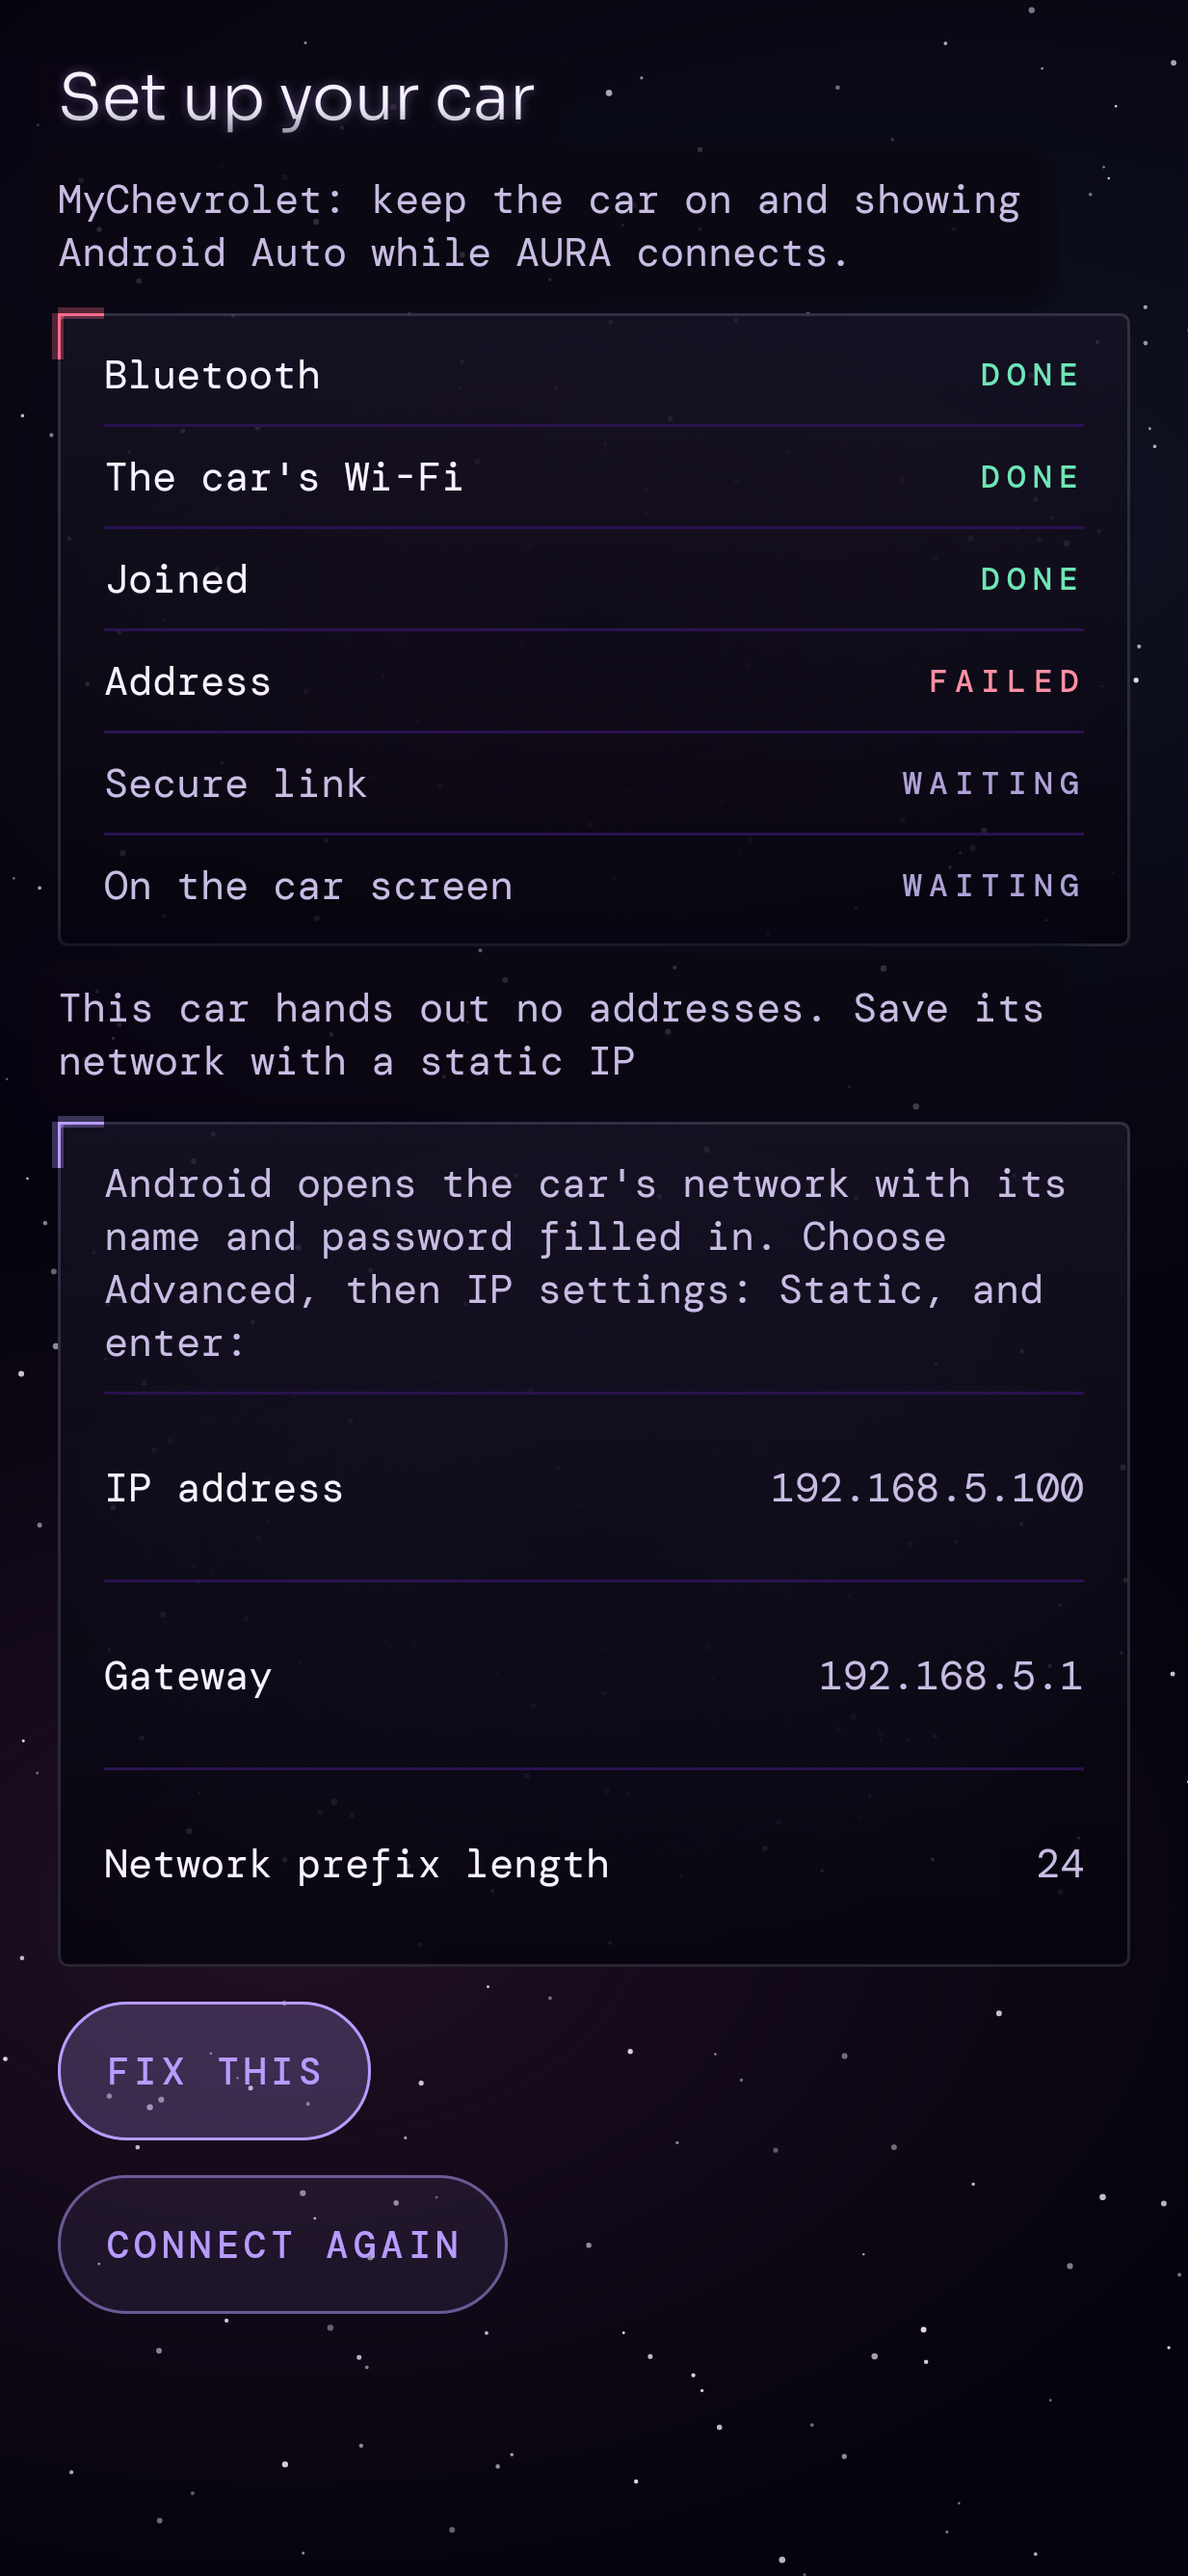 Set up your car
MyChevrolet: keep the car on and showing
Android Auto while AURA connects.
Bluetooth DONE
The car's Wi-Fi DONE
Joined DONE
Address FAILED
Secure link WAITING
On the car screen WAITING
This car hands out no addresses. Save its
network with a static IP
Android opens the car's network with its
name and password filled in. Choose
Advanced, then IP settings: Static, and
enter:
IP address 192.168.5.100
Gateway 192.168.5.1
Network prefix length 24
FIX THIS
CONNECT AGAIN